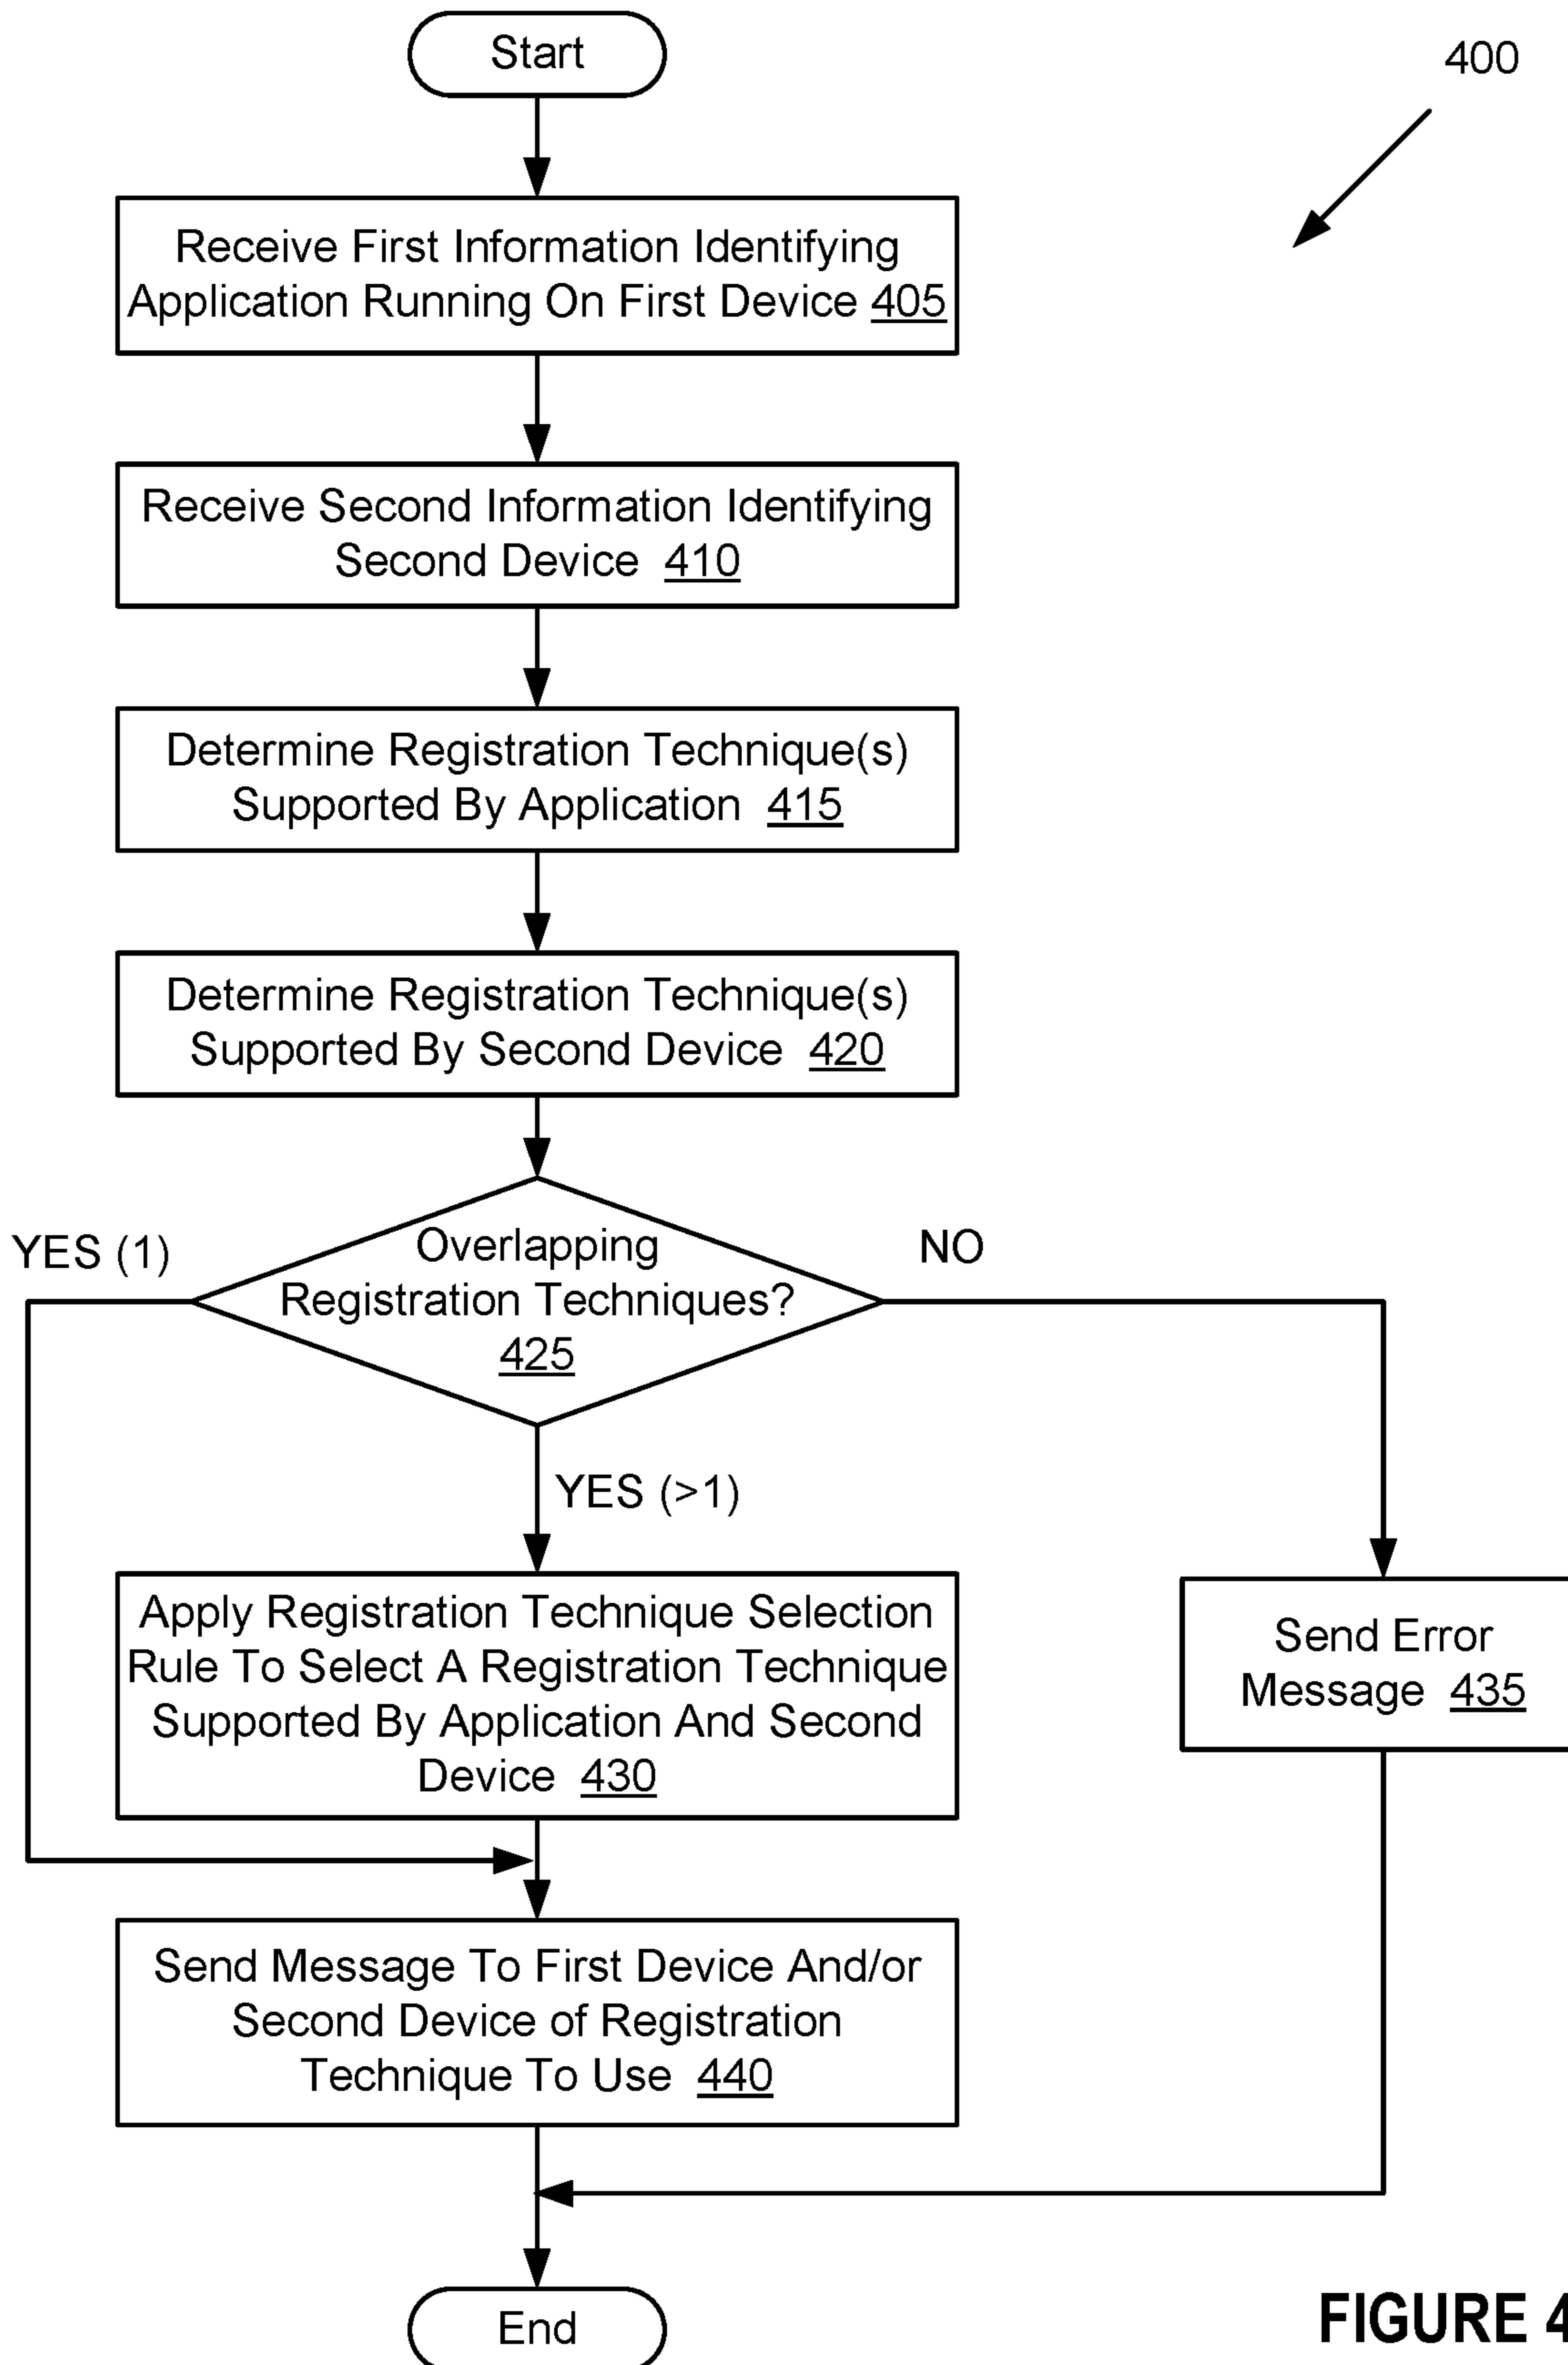 Start
400
Receive First Information Identifying
Application Running On First Device 405
Receive Second Information Identifying
Second Device 410
Determine Registration Technique(s)
Supported By Application 415
Determine Registration Technique(s)
Supported By Second Device 420
YES (1)
Overlapping
Registration Techniques?
425
NO
YES (>1)
Apply Registration Technique Selection
Rule To Select A Registration Technique
Supported By Application And Second
Device 430
Send Error
Message 435
Send Message To First Device And/or
Second Device of Registration
Technique To Use 440
End
FIGURE 4